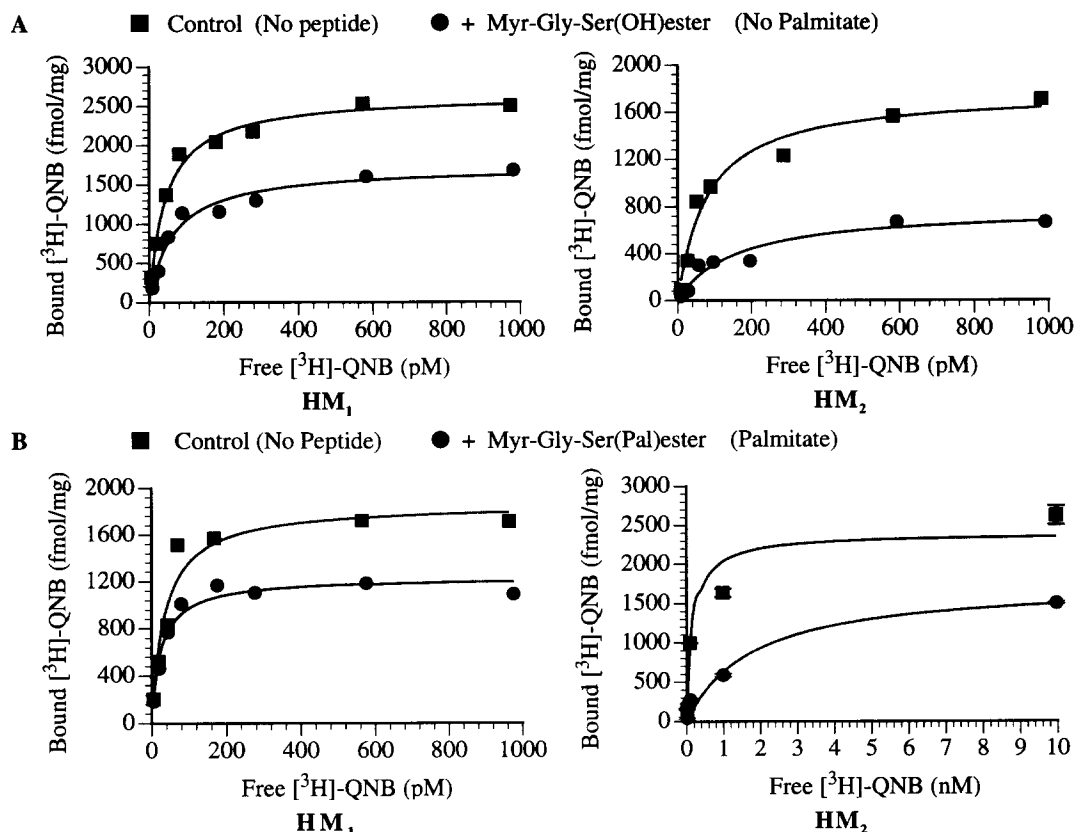 A ■ Control (No peptide) ● + Myr-Gly-Ser(OH)ester (No Palmitate)
Bound [³H]-QNB (fmol/mg)
3000
2500
2000
1500
1000
500
0
0 200 400 600 800 1000
Free [³H]-QNB (pM)
HM₁
Bound [³H]-QNB (fmol/mg)
2000
1600
1200
800
400
0
0 200 400 600 800 1000
Free [³H]-QNB (pM)
HM₂
B ■ Control (No Peptide) ● + Myr-Gly-Ser(Pal)ester (Palmitate)
Bound [³H]-QNB (fmol/mg)
2000
1600
1200
800
400
0
0 200 400 600 800 1000
Free [³H]-QNB (pM)
HM₁
Bound [³H]-QNB (fmol/mg)
3000
2500
2000
1500
1000
500
0
0 1 2 3 4 5 6 7 8 9 10
Free [³H]-QNB (nM)
HM₂